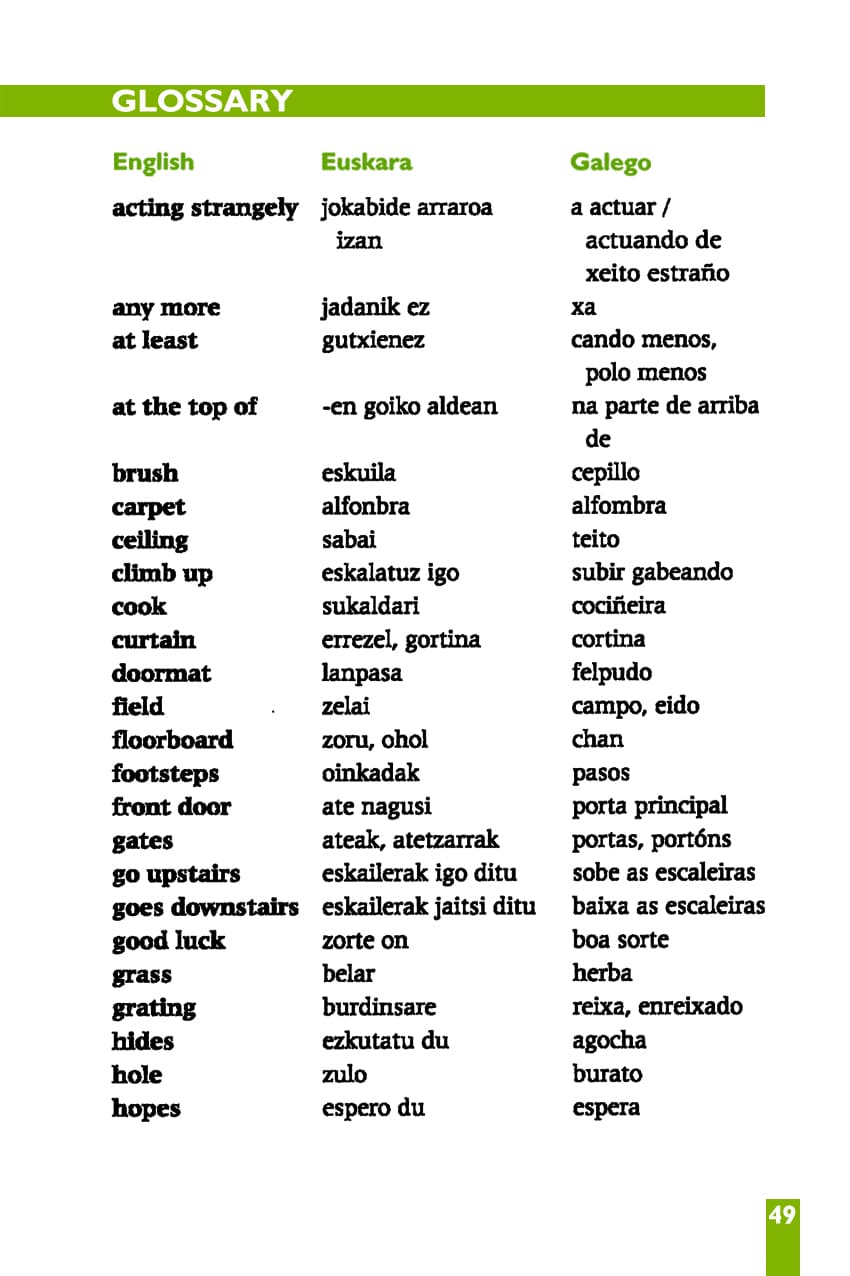 GLOSSARY
English Euskara Galego
acting strangely jokabide arraroa a actuar /
izan actuando de
xeito estraño
any more jadanik ez xa
at least gutxienez cando menos,
polo menos
at the top of -en goiko aldean na parte de arriba
de
brush eskuila cepillo
carpet alfonbra alfombra
ceiling sabai teito
climb up eskalatuz igo subir gabeando
cook sukaldari cociñeira
curtain errezel, gortina cortina
doormat lanpasa felpudo
field zelai campo, eido
floorboard zoru, ohol chan
footsteps oinkadak pasos
front door ate nagusi porta principal
gates ateak, atetzarrak portas, portóns
go upstairs eskailerak igo ditu sobe as escaleiras
goes downstairs eskailerak jaitsi ditu baixa as escaleiras
good luck zorte on boa sorte
grass belar herba
grating burdinsare reixa, enreixado
hides ezkutatu du agocha
hole zulo burato
hopes espero du espera
49